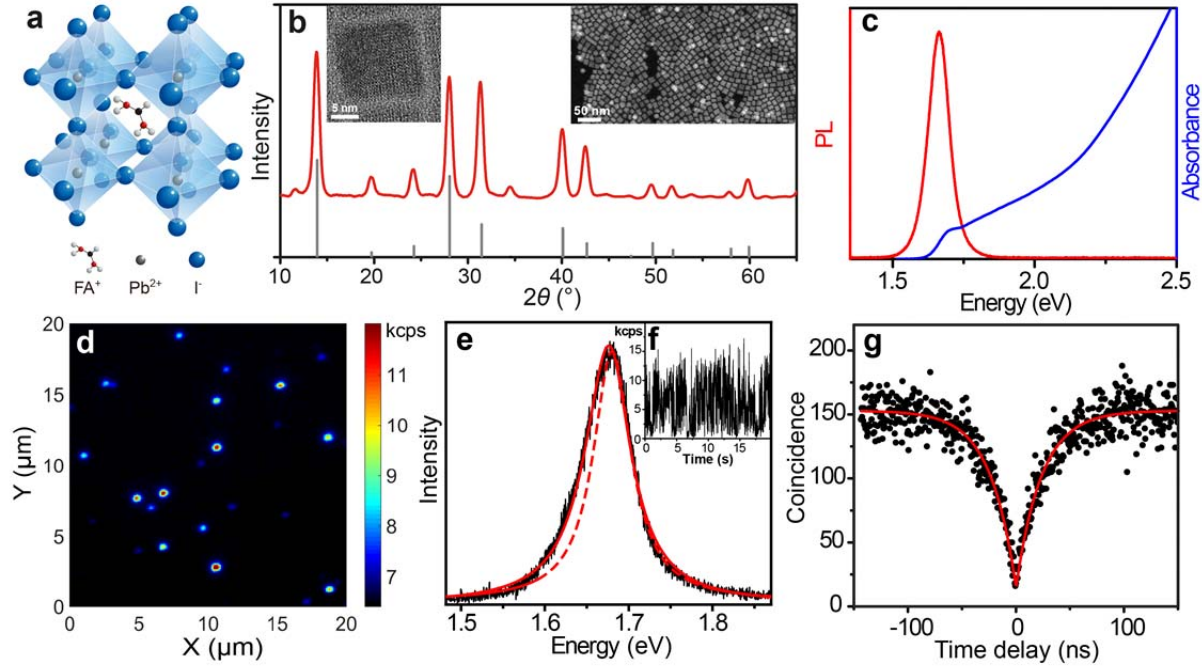 a
FA⁺ Pb²⁺ I⁻
b
5 nm
50 nm
Intensity
10 20 30 40 50 60
2θ (°)
c
PL
Absorbance
1.5 2.0 2.5
Energy (eV)
d
kcps
20
15
10
5
0
Y (µm)
0 5 10 15 20
X (µm)
11
10
9
8
7
e
Intensity
1.5 1.6 1.7 1.8
Energy (eV)
f
kcps
15
10
5
0
0 5 10 15
Time (s)
g
Coincidence
200
150
100
50
0
-100 0 100
Time delay (ns)